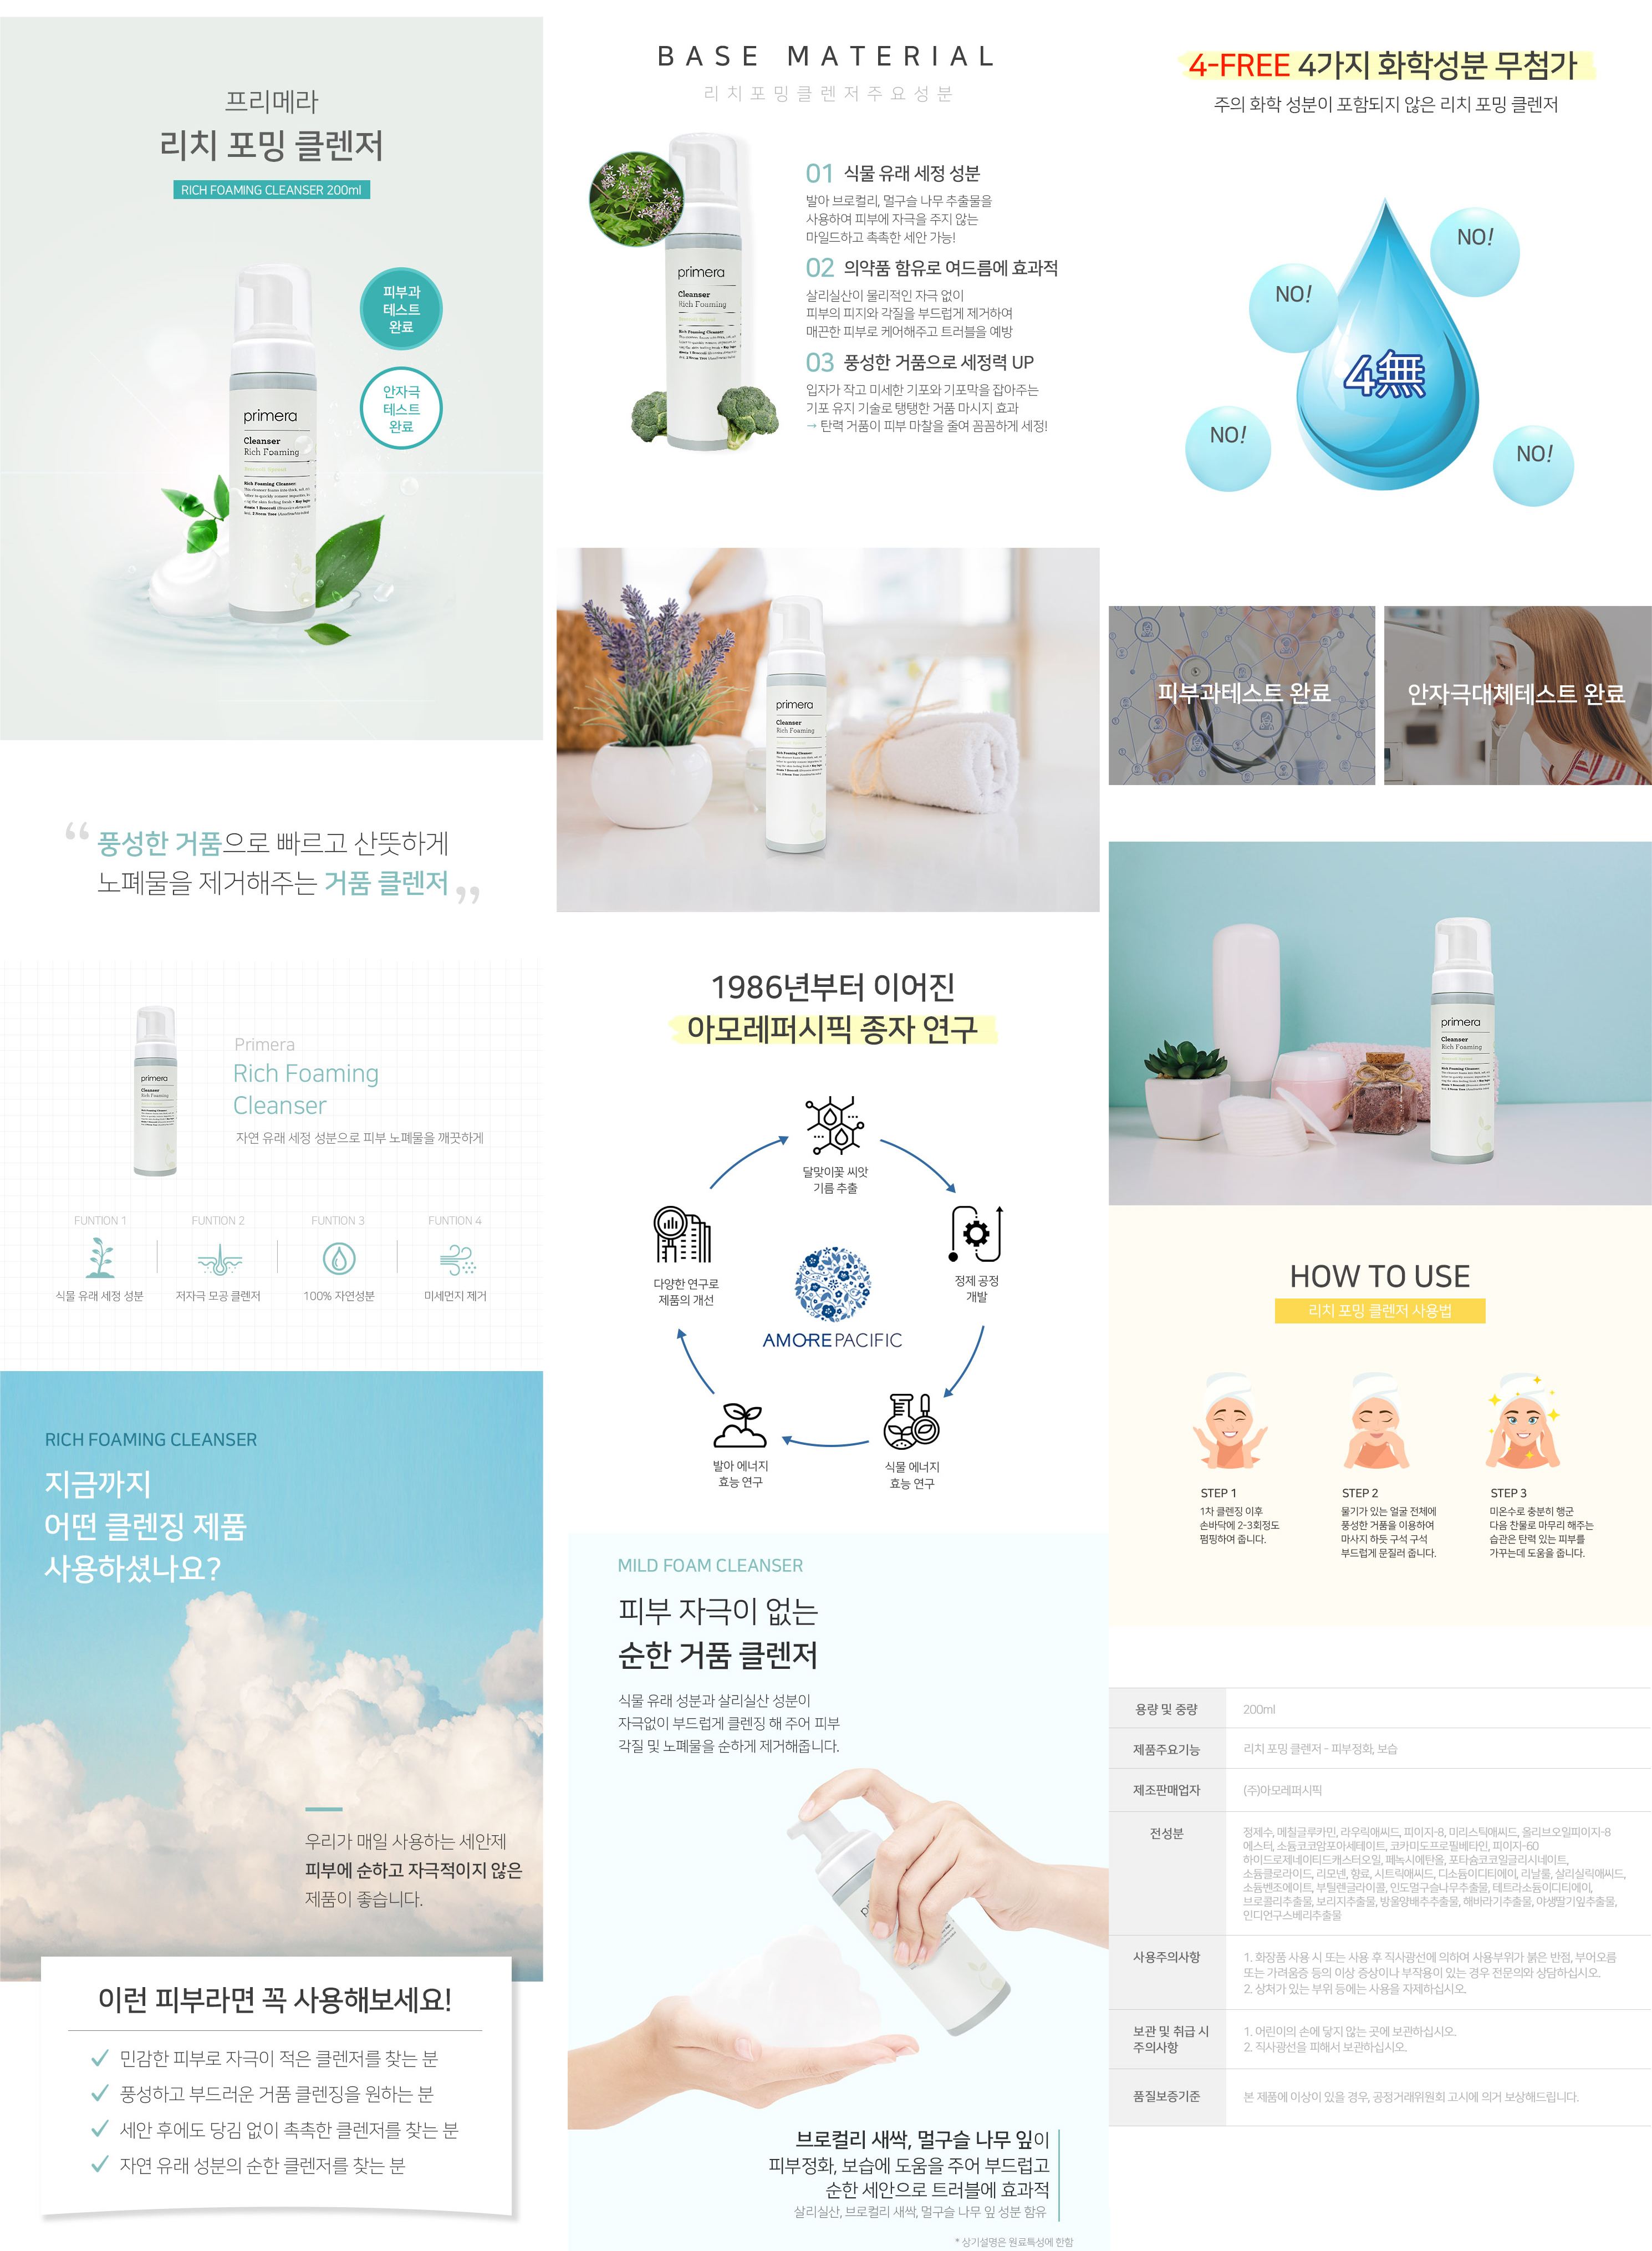 프리메라
리치 포밍 클렌저
RICH FOAMING CLEANSER 200ml
피부과
테스트
완료
안자극
테스트
완료
primera
Cleanser
Rich Foaming
Rich Foaming Cleanser
“ 풍성한 거품으로 빠르고 산뜻하게
노폐물을 제거해주는 거품 클렌저 ”
primera
Cleanser
Rich Foaming
Primera
Rich Foaming
Cleanser
자연 유래 세정 성분으로 피부 노폐물을 깨끗하게
FUNTION 1
FUNTION 2
FUNTION 3
FUNTION 4
식물 유래 세정 성분
저자극 모공 클렌저
100% 자연성분
미세먼지 제거
RICH FOAMING CLEANSER
지금까지
어떤 클렌징 제품
사용하셨나요?
우리가 매일 사용하는 세안제
피부에 순하고 자극적이지 않은
제품이 좋습니다.
이런 피부라면 꼭 사용해보세요!
민감한 피부로 자극이 적은 클렌저를 찾는 분
풍성하고 부드러운 거품 클렌징을 원하는 분
세안 후에도 당김 없이 촉촉한 클렌저를 찾는 분
자연 유래 성분의 순한 클렌저를 찾는 분
BASE MATERIAL
리치포밍클렌저주요성분
primera
Cleanser
Rich Foaming
Rich Foaming Cleanser
01 식물 유래 세정 성분
발아 브로컬리, 멀구슬 나무 추출물을
사용하여 피부에 자극을 주지 않는
마일드하고 촉촉한 세안 가능!
02 의약품 함유로 여드름에 효과적
살리실산이 물리적인 자극 없이
피부의 피지와 각질을 부드럽게 제거하여
매끈한 피부로 케어해주고 트러블을 예방
03 풍성한 거품으로 세정력 UP
입자가 작고 미세한 기포와 기포막을 잡아주는
기포 유지 기술로 탱탱한 거품 마시지 효과
→ 탄력 거품이 피부 마찰을 줄여 꼼꼼하게 세정!
primera
Cleanser
Rich Foaming
1986년부터 이어진
아모레퍼시픽 종자 연구
달맞이꽃 씨앗
기름 추출
정제 공정
개발
식물 에너지
효능 연구
발아 에너지
효능 연구
다양한 연구로
제품의 개선
AMOREPACIFIC
MILD FOAM CLEANSER
피부 자극이 없는
순한 거품 클렌저
식물 유래 성분과 살리실산 성분이
자극없이 부드럽게 클렌징 해 주어 피부
각질 및 노폐물을 순하게 제거해줍니다.
브로컬리 새싹, 멀구슬 나무 잎이
피부정화, 보습에 도움을 주어 부드럽고
순한 세안으로 트러블에 효과적
살리실산, 브로컬리 새싹, 멀구슬 나무 잎 성분 함유
* 상기설명은 원료특성에 한함
4-FREE 4가지 화학성분 무첨가
주의 화학 성분이 포함되지 않은 리치 포밍 클렌저
NO!
NO!
4無
NO!
NO!
피부과테스트 완료
안자극대체테스트 완료
primera
Cleanser
Rich Foaming
HOW TO USE
리치 포밍 클렌저 사용법
STEP 1
1차 클렌징 이후
손바닥에 2-3회정도
펌핑하여 줍니다.
STEP 2
물기가 있는 얼굴 전체에
풍성한 거품을 이용하여
마사지 하듯 구석 구석
부드럽게 문질러 줍니다.
STEP 3
미온수로 충분히 행군
다음 찬물로 마무리 해주는
습관은 탄력 있는 피부를
가꾸는데 도움을 줍니다.
용량 및 중량
200ml
제품주요기능
리치 포밍 클렌저 - 피부정화, 보습
제조판매업자
(주)아모레퍼시픽
전성분
정제수, 메칠글루카민, 라우릭애씨드, 피이지-8, 미리스틱애씨드, 올리브오일피이지-8
에스터, 소듐코코암포아세테이트, 코카미도프로필베타인, 피이지-60
하이드로제네이티드캐스터오일, 페녹시에탄올, 포타슘코코일글리시네이트,
소듐클로라이드, 리모넨, 향료, 시트릭애씨드, 디소듐이디티에이, 리날룰, 살리실릭애씨드,
소듐벤조에이트, 부틸렌글라이콜, 인도멀구슬나무추출물, 테트라소듐이디티에이,
브로콜리추출물, 보리지추출물, 방울양배추추출물, 해바라기추출물, 야생딸기잎추출물,
인디언구스베리추출물
사용주의사항
1. 화장품 사용 시 또는 사용 후 직사광선에 의하여 사용부위가 붉은 반점, 부어오름
또는 가려움증 등의 이상 증상이나 부작용이 있는 경우 전문의와 상담하십시오.
2. 상처가 있는 부위 등에는 사용을 자제하십시오.
보관 및 취급 시
주의사항
1. 어린이의 손에 닿지 않는 곳에 보관하십시오.
2. 직사광선을 피해서 보관하십시오.
품질보증기준
본 제품에 이상이 있을 경우, 공정거래위원회 고시에 의거 보상해드립니다.